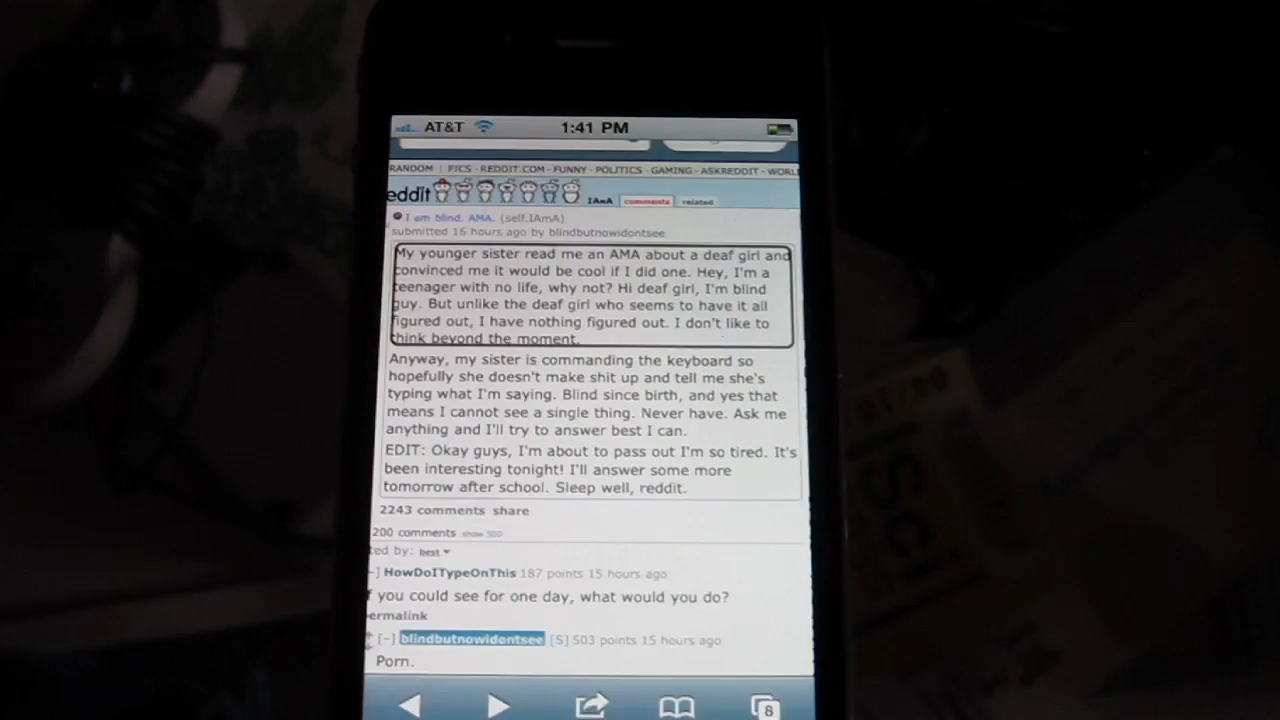 AT&T 1:41 PM
RANDOM | PICS - REDDIT.COM - FUNNY - POLITICS - GAMING - ASKREDDIT - WORL
eddit IAmA comments related
I am blind. AMA. (self.IAmA)
submitted 16 hours ago by blindbutnowidontsee
My younger sister read me an AMA about a deaf girl and
convinced me it would be cool if I did one. Hey, I'm a
teenager with no life, why not? Hi deaf girl, I'm blind
guy. But unlike the deaf girl who seems to have it all
figured out, I have nothing figured out. I don't like to
think beyond the moment.
Anyway, my sister is commanding the keyboard so
hopefully she doesn't make shit up and tell me she's
typing what I'm saying. Blind since birth, and yes that
means I cannot see a single thing. Never have. Ask me
anything and I'll try to answer best I can.
EDIT: Okay guys, I'm about to pass out I'm so tired. It's
been interesting tonight! I'll answer some more
tomorrow after school. Sleep well, reddit.
2243 comments share
200 comments show 500
ted by: best
-] HowDoITypeOnThis 187 points 15 hours ago
f you could see for one day, what would you do?
ermalink
[-] blindbutnowidontsee [S] 503 points 15 hours ago
Porn.
8